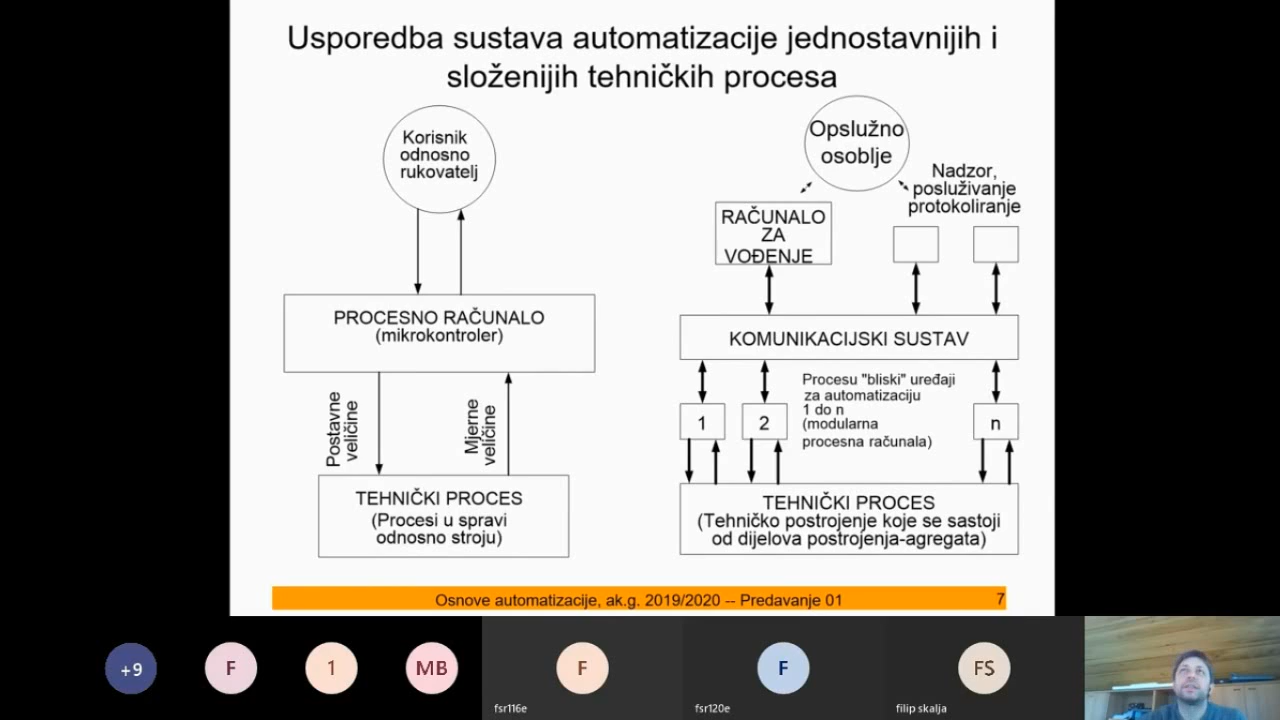 Usporedba sustava automatizacije jednostavnijih i
složenijih tehničkih procesa
Korisnik
odnosno
rukovatelj
PROCESNO RAČUNALO
(mikrokontroler)
Postavne
veličine
Mjerne
veličine
TEHNIČKI PROCES
(Procesi u spravi
odnosno stroju)
Opslužno
osoblje
Nadzor,
posluživanje
protokoliranje
RAČUNALO
ZA
VOĐENJE
KOMUNIKACIJSKI SUSTAV
Procesu "bliski" uređaji
za automatizaciju
1 do n
(modularna
procesna računala)
1
2
n
TEHNIČKI PROCES
(Tehničko postrojenje koje se sastoji
od dijelova postrojenja-agregata)
Osnove automatizacije, ak.g. 2019/2020 -- Predavanje 01
7
+9
F
1
MB
F
fsr116e
F
fsr120e
FS
filip skalja